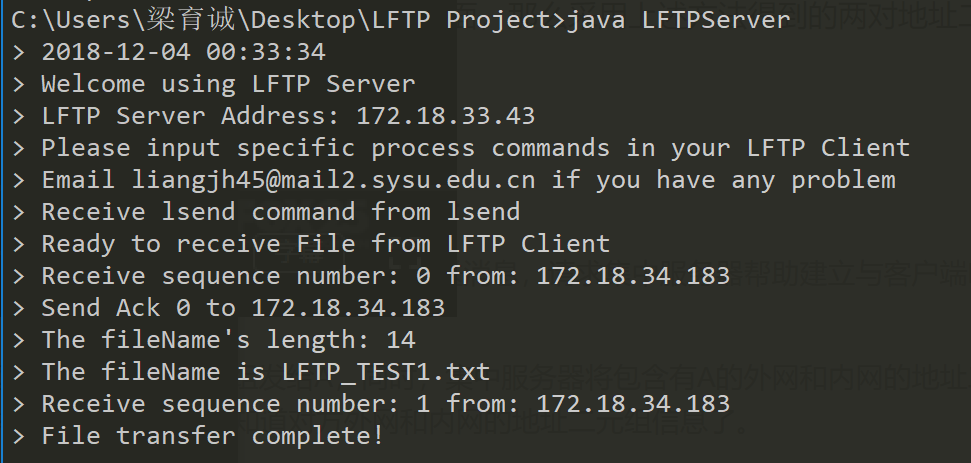 C:\Users\梁育诚\Desktop\LFTP Project>java LFTPServer
> 2018-12-04 00:33:34
> Welcome using LFTP Server
> LFTP Server Address: 172.18.33.43
> Please input specific process commands in your LFTP Client
> Email liangjh45@mail2.sysu.edu.cn if you have any problem
> Receive lsend command from lsend
> Ready to receive File from LFTP Client
> Receive sequence number: 0 from: 172.18.34.183
> Send Ack 0 to 172.18.34.183
> The fileName's length: 14
> The fileName is LFTP_TEST1.txt
> Receive sequence number: 1 from: 172.18.34.183
> File transfer complete!